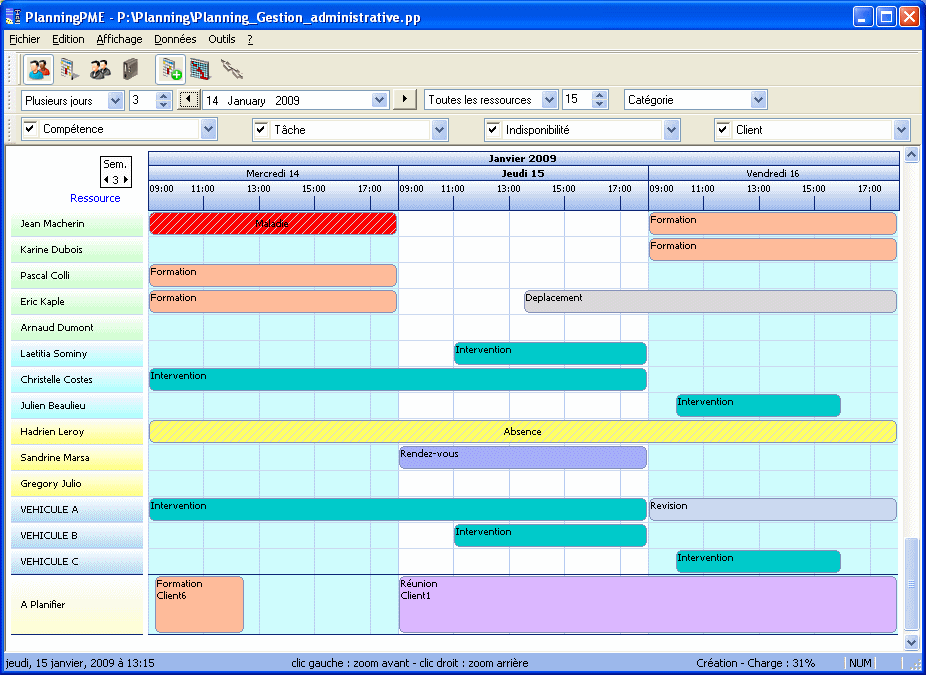 PlanningPME - P:\Planning\Planning_Gestion_administrative.pp
Fichier Edition Affichage Données Outils ?
Plusieurs jours 3 14 January 2009 Toutes les ressources 15 Catégorie
Compétence Tâche Indisponibilité Client
Sem.
3
Ressource
Janvier 2009
Mercredi 14 Jeudi 15 Vendredi 16
09:00 11:00 13:00 15:00 17:00 09:00 11:00 13:00 15:00 17:00 09:00 11:00 13:00 15:00 17:00
Jean Macherin Maladie Formation
Karine Dubois Formation
Pascal Colli Formation
Eric Kaple Formation Deplacement
Arnaud Dumont
Laetitia Sominy Intervention
Christelle Costes Intervention
Julien Beaulieu Intervention
Hadrien Leroy Absence
Sandrine Marsa Rendez-vous
Gregory Julio
VEHICULE A Intervention Revision
VEHICULE B Intervention
VEHICULE C Intervention
A Planifier
Formation
Client6
Réunion
Client1
jeudi, 15 janvier, 2009 à 13:15 clic gauche : zoom avant - clic droit : zoom arrière Création - Charge : 31% NUM